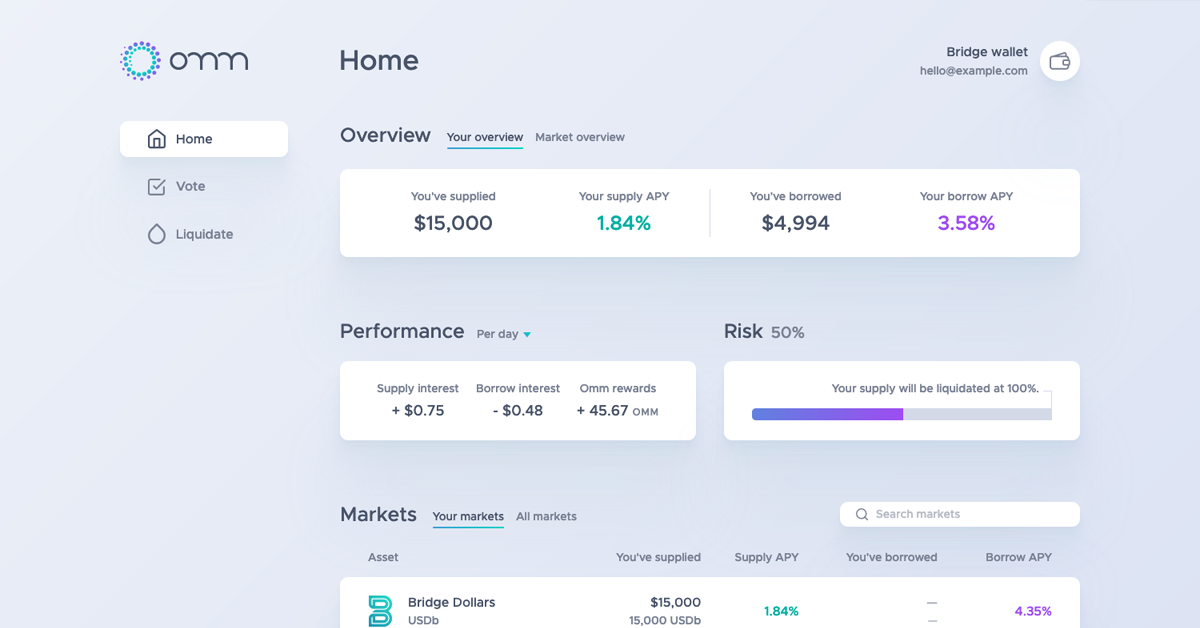 omm
Home
Bridge wallet
hello@example.com
Home
Vote
Liquidate
Overview Your overview Market overview
You've supplied Your supply APY You've borrowed Your borrow APY
$15,000 1.84% $4,994 3.58%
Performance Per day
Supply interest Borrow interest Omm rewards
+ $0.75 - $0.48 + 45.67 OMM
Risk 50%
Your supply will be liquidated at 100%.
Markets Your markets All markets
Search markets
Asset You've supplied Supply APY You've borrowed Borrow APY
Bridge Dollars $15,000 1.84% — 4.35%
USDb 15,000 USDb —